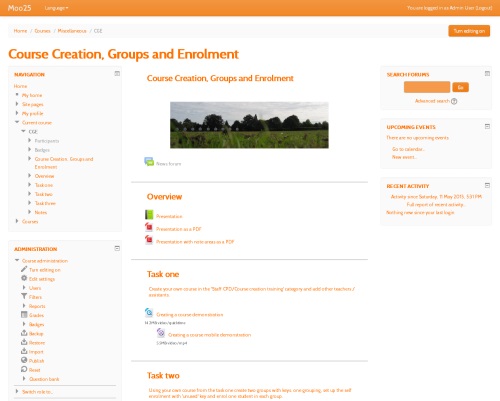 Moo25 Language
You are logged in as Admin User (Logout)
Home / Courses / Miscellaneous / CGE
Turn editing on
Course Creation, Groups and Enrolment
NAVIGATION
Home
My home
Site pages
My profile
Current course
CGE
Participants
Badges
Course Creation, Groups and
Enrolment
Overview
Task one
Task two
Task three
Notes
Courses
ADMINISTRATION
Course administration
Turn editing on
Edit settings
Users
Filters
Reports
Grades
Badges
Backup
Restore
Import
Publish
Reset
Question bank
Switch role to...
Course Creation, Groups and Enrolment
News forum
Overview
Presentation
Presentation as a PDF
Presentation with note areas as a PDF
Task one
Create your own course in the 'Staff CPD / Course creation training' category and add other teachers /
assistants.
Creating a course demonstration
Creating a course mobile demonstration
Task two
Using your own course from the task one create two groups with keys, one grouping, set up the self
enrolment with 'unused' key and enrol one student in each group.
SEARCH FORUMS
Go
Advanced search
UPCOMING EVENTS
There are no upcoming events
Go to calendar...
New event...
RECENT ACTIVITY
Activity since Saturday, 11 May 2013, 3:31 PM
Full report of recent activity...
Nothing new since your last login